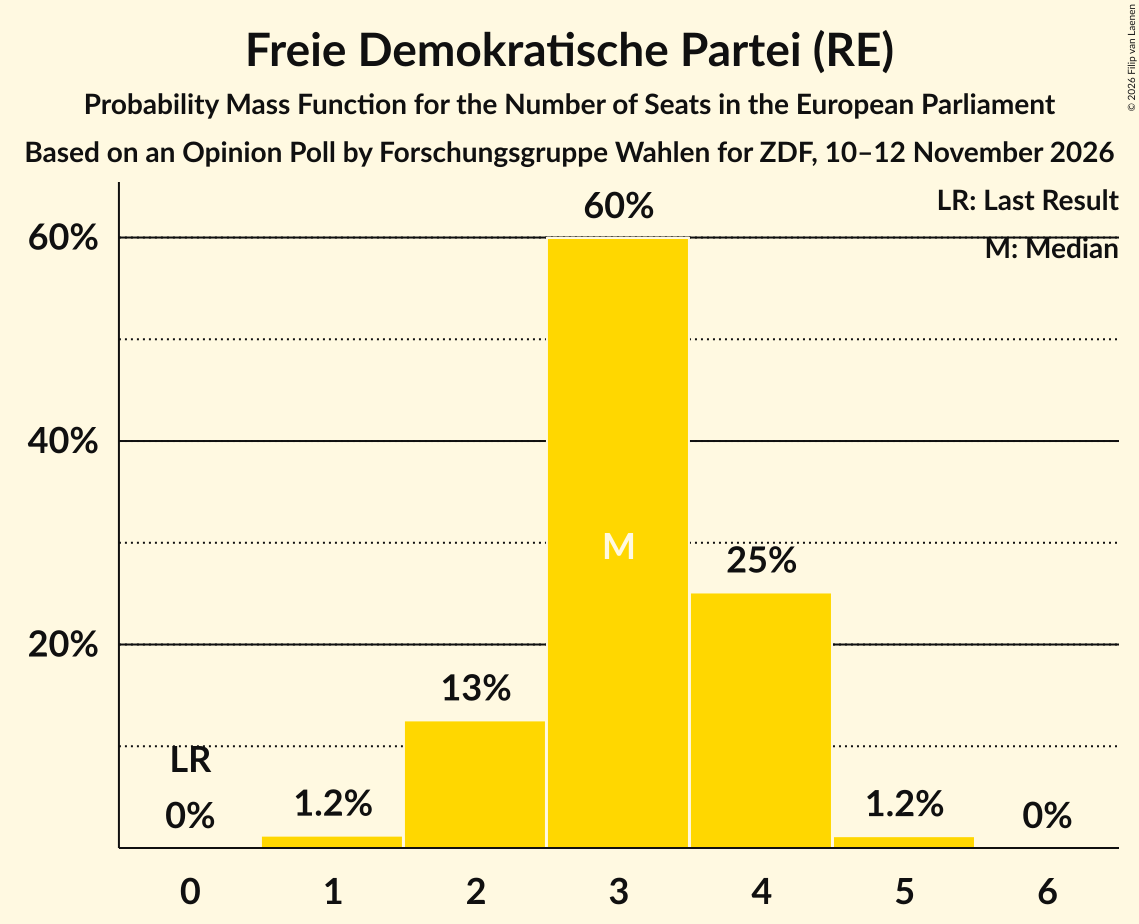 Freie Demokratische Partei (RE)
Probability Mass Function for the Number of Seats in the European Parliament
Based on an Opinion Poll by Forschungsgruppe Wahlen for ZDF, 10–12 November 2026
© 2026 Filip van Laenen
LR: Last Result
M: Median
60%
40%
20%
LR
0%
1.2%
13%
60%
M
25%
1.2%
0%
0 1 2 3 4 5 6